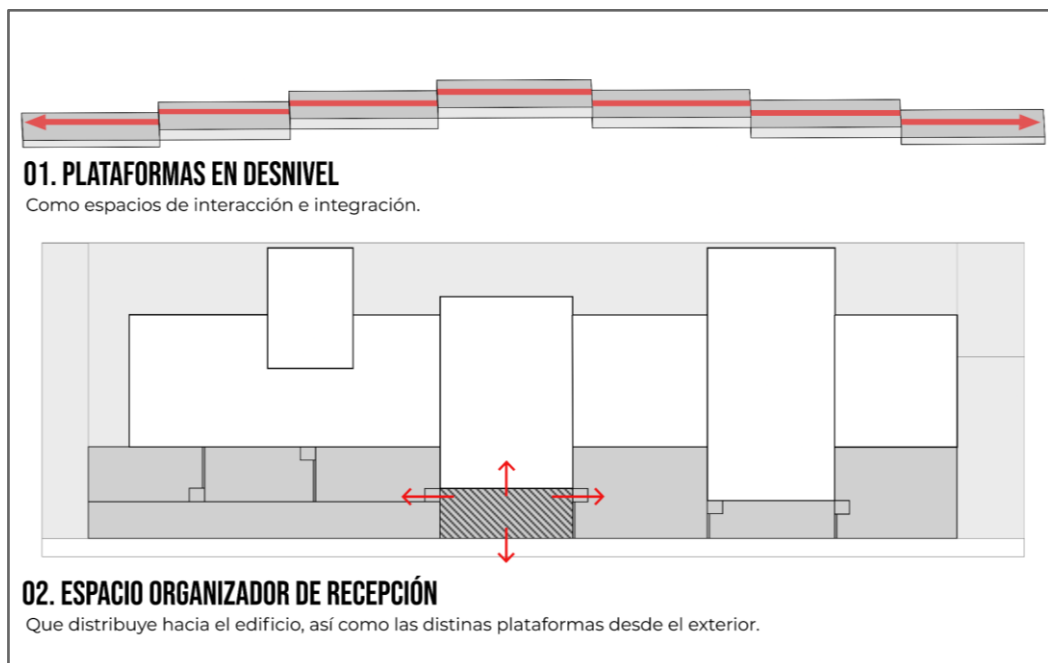 01. PLATAFORMAS EN DESNIVEL
Como espacios de interacción e integración.
02. ESPACIO ORGANIZADOR DE RECEPCIÓN
Que distribuye hacia el edificio, así como las distinas plataformas desde el exterior.